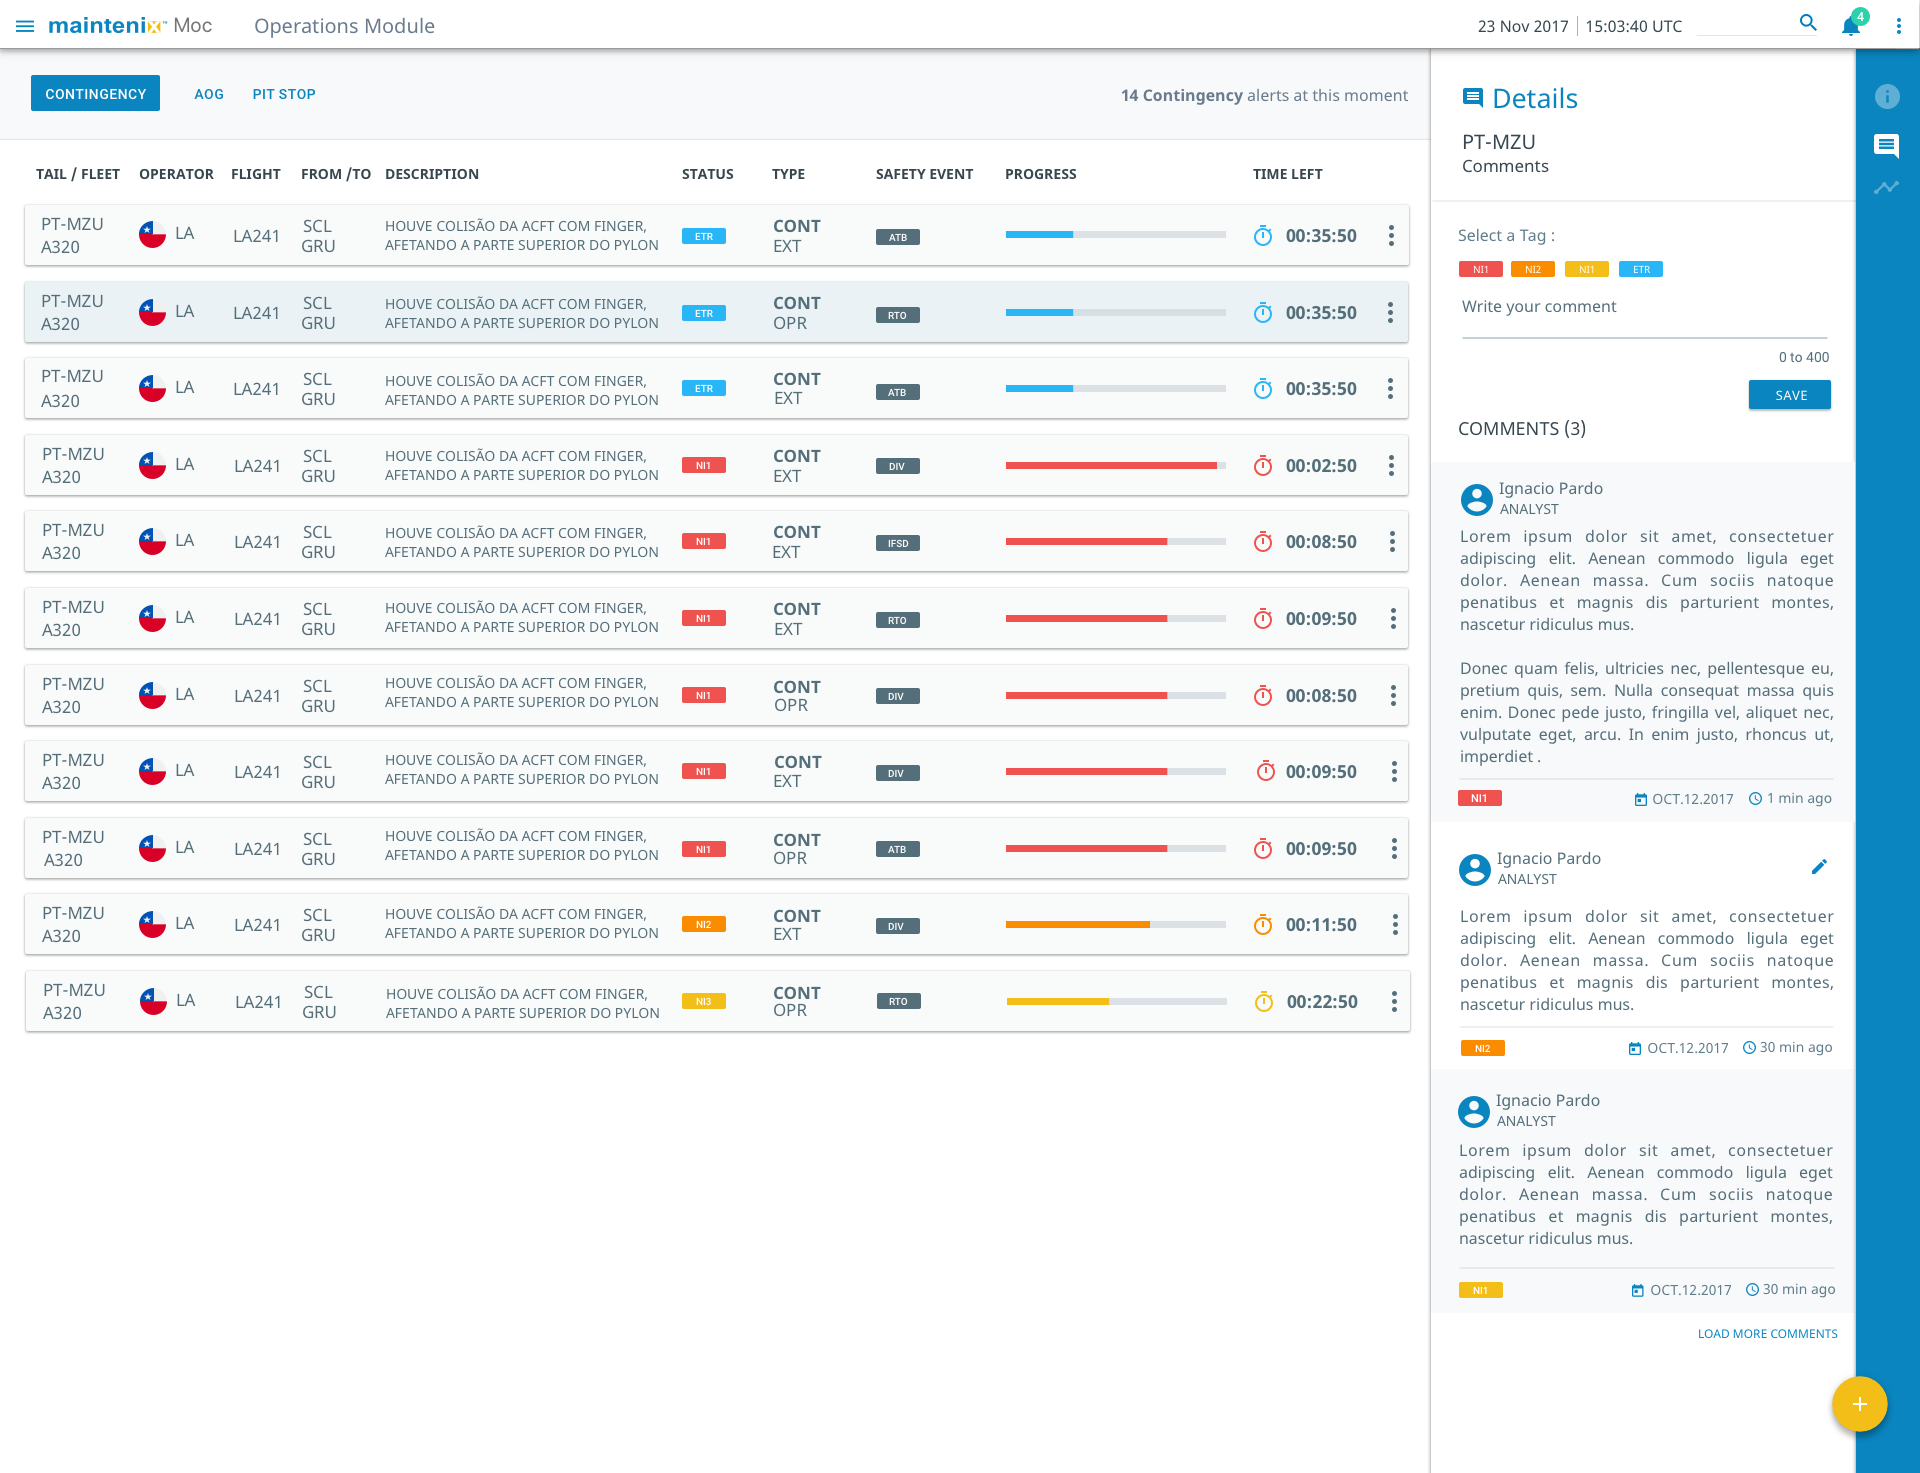 maintenix™ Moc
Operations Module
23 Nov 2017 | 15:03:40 UTC
4
CONTINGENCY
AOG
PIT STOP
14 Contingency alerts at this moment
TAIL / FLEET OPERATOR FLIGHT FROM /TO DESCRIPTION STATUS TYPE SAFETY EVENT PROGRESS TIME LEFT
PT-MZU LA LA241 SCL HOUVE COLISÃO DA ACFT COM FINGER, ETR CONT ATB 00:35:50
A320 GRU AFETANDO A PARTE SUPERIOR DO PYLON EXT
PT-MZU LA LA241 SCL HOUVE COLISÃO DA ACFT COM FINGER, ETR CONT RTO 00:35:50
A320 GRU AFETANDO A PARTE SUPERIOR DO PYLON OPR
PT-MZU LA LA241 SCL HOUVE COLISÃO DA ACFT COM FINGER, ETR CONT ATB 00:35:50
A320 GRU AFETANDO A PARTE SUPERIOR DO PYLON EXT
PT-MZU LA LA241 SCL HOUVE COLISÃO DA ACFT COM FINGER, NI1 CONT DIV 00:02:50
A320 GRU AFETANDO A PARTE SUPERIOR DO PYLON EXT
PT-MZU LA LA241 SCL HOUVE COLISÃO DA ACFT COM FINGER, NI1 CONT IFSD 00:08:50
A320 GRU AFETANDO A PARTE SUPERIOR DO PYLON EXT
PT-MZU LA LA241 SCL HOUVE COLISÃO DA ACFT COM FINGER, NI1 CONT RTO 00:09:50
A320 GRU AFETANDO A PARTE SUPERIOR DO PYLON EXT
PT-MZU LA LA241 SCL HOUVE COLISÃO DA ACFT COM FINGER, NI1 CONT DIV 00:08:50
A320 GRU AFETANDO A PARTE SUPERIOR DO PYLON OPR
PT-MZU LA LA241 SCL HOUVE COLISÃO DA ACFT COM FINGER, NI1 CONT DIV 00:09:50
A320 GRU AFETANDO A PARTE SUPERIOR DO PYLON EXT
PT-MZU LA LA241 SCL HOUVE COLISÃO DA ACFT COM FINGER, NI1 CONT ATB 00:09:50
A320 GRU AFETANDO A PARTE SUPERIOR DO PYLON OPR
PT-MZU LA LA241 SCL HOUVE COLISÃO DA ACFT COM FINGER, NI2 CONT DIV 00:11:50
A320 GRU AFETANDO A PARTE SUPERIOR DO PYLON EXT
PT-MZU LA LA241 SCL HOUVE COLISÃO DA ACFT COM FINGER, NI3 CONT RTO 00:22:50
A320 GRU AFETANDO A PARTE SUPERIOR DO PYLON OPR
Details
PT-MZU
Comments
Select a Tag :
NI1 NI2 NI1 ETR
Write your comment
0 to 400
SAVE
COMMENTS (3)
Ignacio Pardo
ANALYST
Lorem ipsum dolor sit amet, consectetuer
adipiscing elit. Aenean commodo ligula eget
dolor. Aenean massa. Cum sociis natoque
penatibus et magnis dis parturient montes,
nascetur ridiculus mus.
Donec quam felis, ultricies nec, pellentesque eu,
pretium quis, sem. Nulla consequat massa quis
enim. Donec pede justo, fringilla vel, aliquet nec,
vulputate eget, arcu. In enim justo, rhoncus ut,
imperdiet .
NI1 OCT.12.2017 1 min ago
Ignacio Pardo
ANALYST
Lorem ipsum dolor sit amet, consectetuer
adipiscing elit. Aenean commodo ligula eget
dolor. Aenean massa. Cum sociis natoque
penatibus et magnis dis parturient montes,
nascetur ridiculus mus.
NI2 OCT.12.2017 30 min ago
Ignacio Pardo
ANALYST
Lorem ipsum dolor sit amet, consectetuer
adipiscing elit. Aenean commodo ligula eget
dolor. Aenean massa. Cum sociis natoque
penatibus et magnis dis parturient montes,
nascetur ridiculus mus.
NI1 OCT.12.2017 30 min ago
LOAD MORE COMMENTS